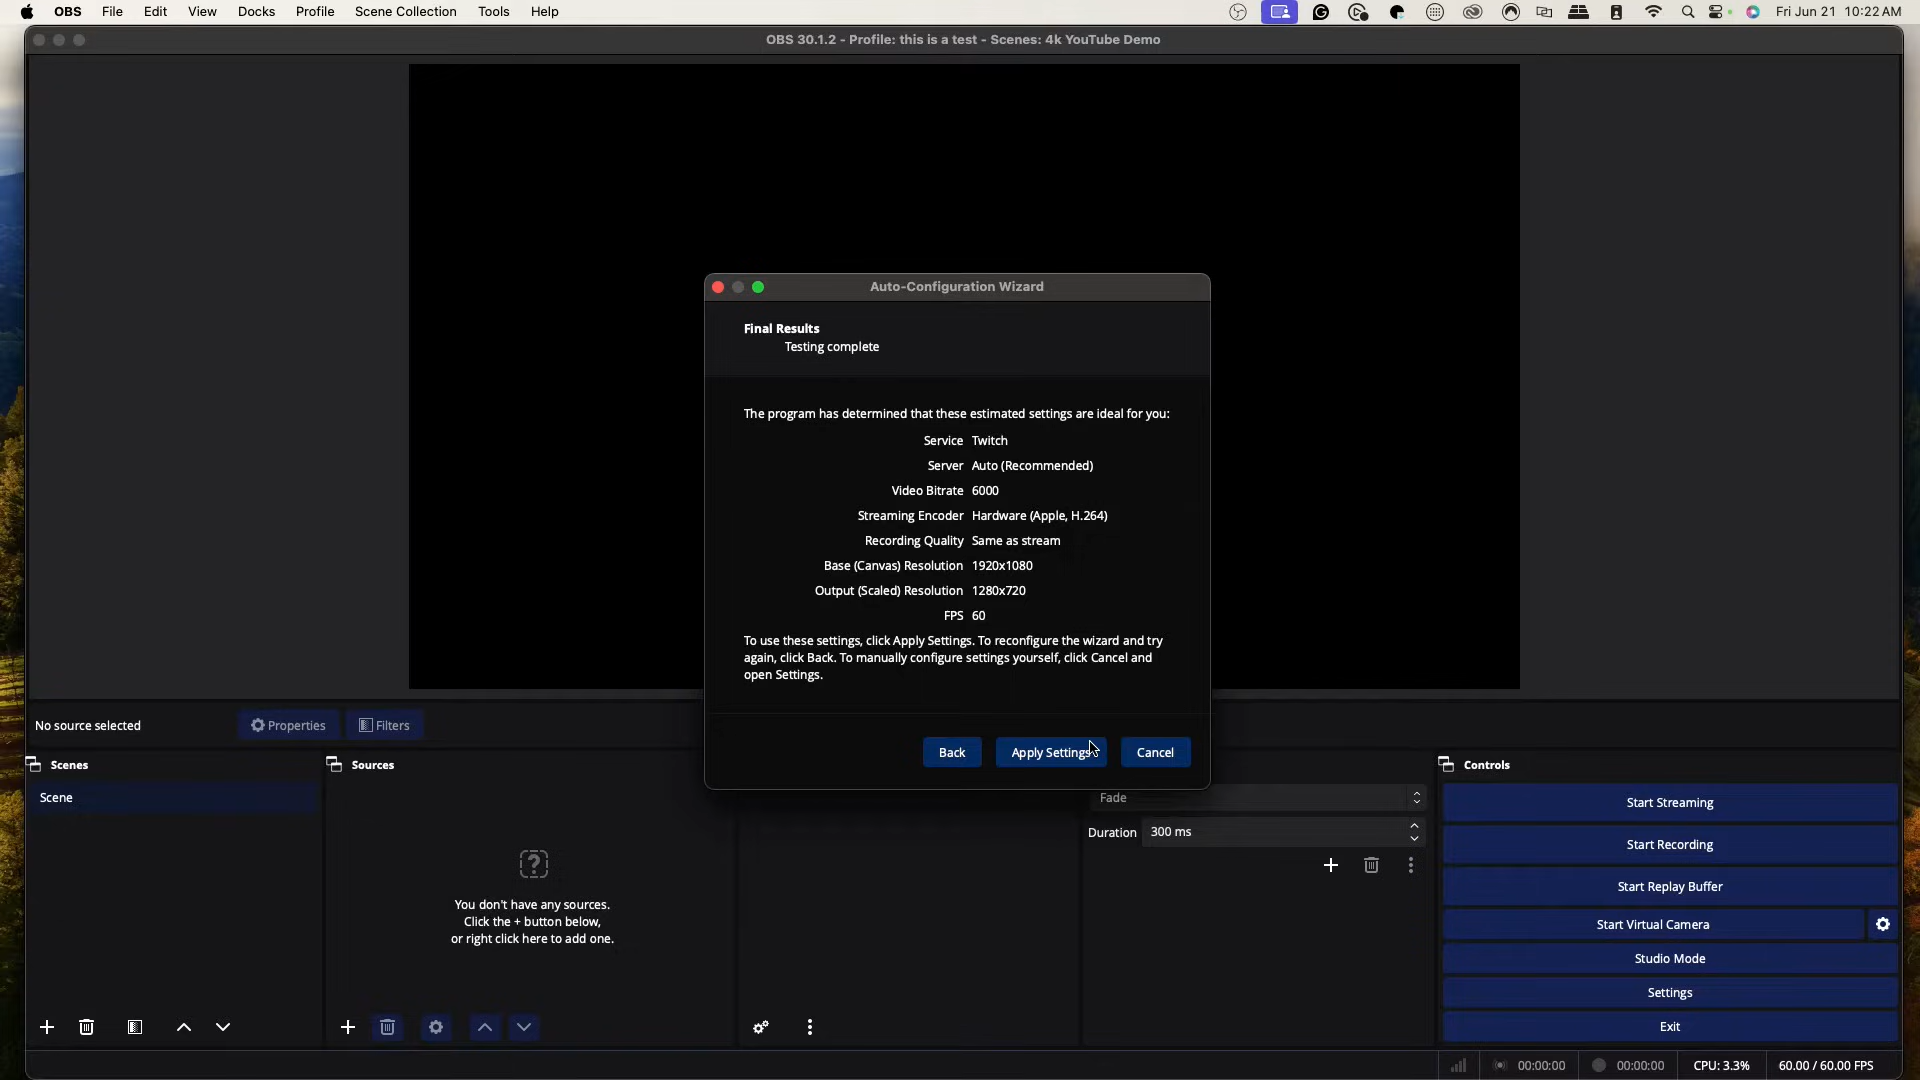 OBS File Edit View Docks Profile Scene Collection Tools Help Fri Jun 21 10:22 AM
OBS 30.1.2 - Profile: this is a test - Scenes: 4k YouTube Demo
Auto-Configuration Wizard
Final Results
Testing complete
The program has determined that these estimated settings are ideal for you:
Service Twitch
Server Auto (Recommended)
Video Bitrate 6000
Streaming Encoder Hardware (Apple, H.264)
Recording Quality Same as stream
Base (Canvas) Resolution 1920x1080
Output (Scaled) Resolution 1280x720
FPS 60
To use these settings, click Apply Settings. To reconfigure the wizard and try
again, click Back. To manually configure settings yourself, click Cancel and
open Settings.
Back Apply Settings Cancel
No source selected Properties Filters
Scenes Sources Controls
Scene
Fade
Duration 300 ms
You don't have any sources.
Click the + button below,
or right click here to add one.
Start Streaming
Start Recording
Start Replay Buffer
Start Virtual Camera
Studio Mode
Settings
Exit
00:00:00 00:00:00 CPU: 3.3% 60.00 / 60.00 FPS